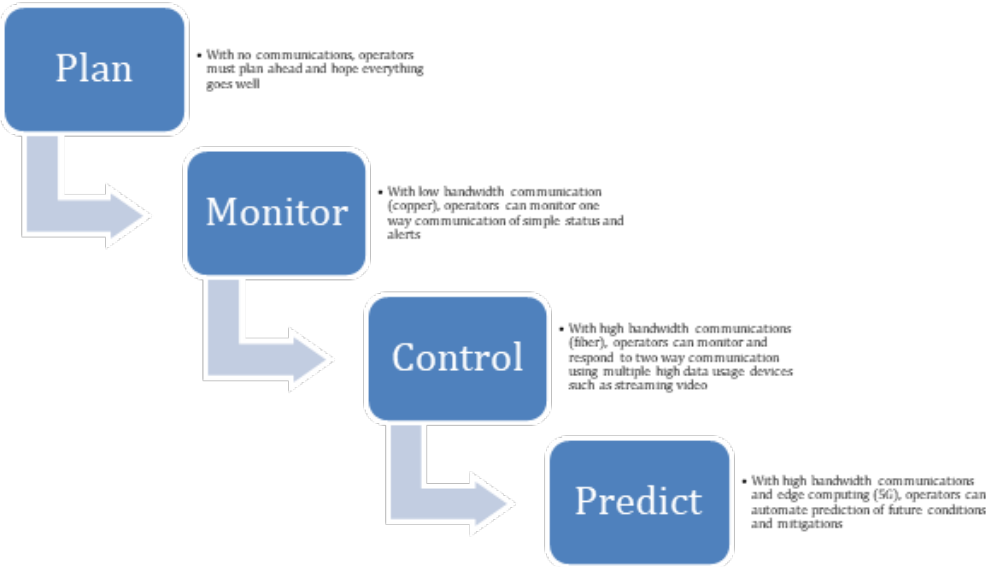 Plan
• With no communications, operators
must plan ahead and hope everything
goes well
Monitor
• With low bandwidth communication
(copper), operators can monitor one
way communication of simple status and
alerts
Control
• With high bandwidth communications
(fiber), operators can monitor and
respond to two way communication
using multiple high data usage devices
such as streaming video
Predict
• With high bandwidth communications
and edge computing (5G), operators can
automate prediction of future conditions
and mitigations